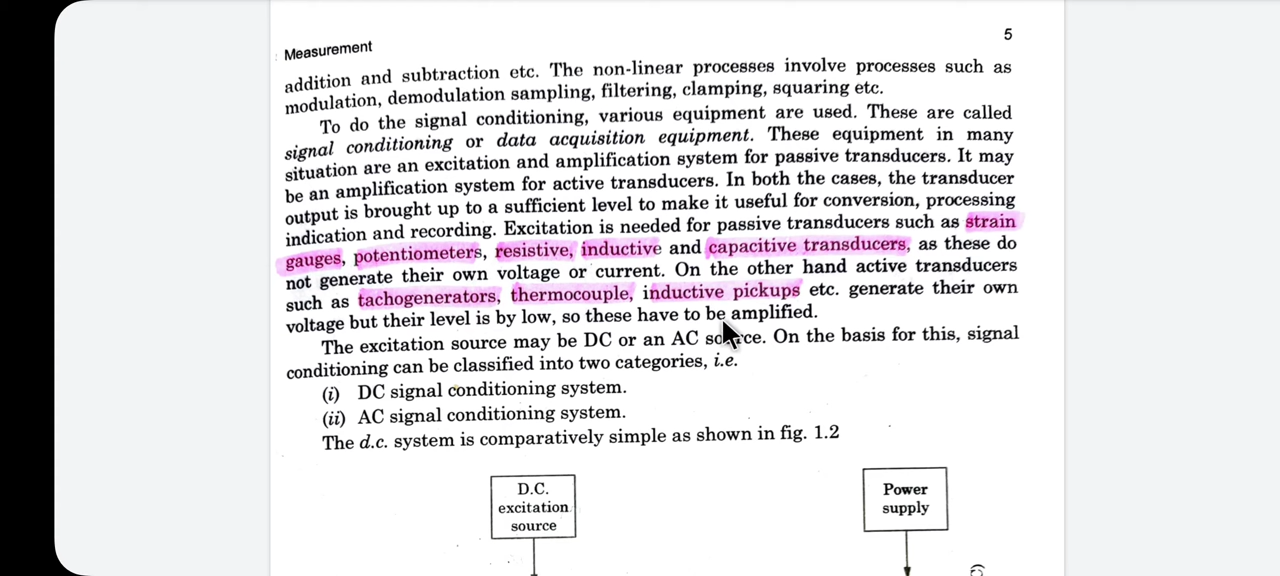 Measurement
5
addition and subtraction etc. The non-linear processes involve processes such as
modulation, demodulation sampling, filtering, clamping, squaring etc.
To do the signal conditioning, various equipment are used. These are called
signal conditioning or data acquisition equipment. These equipment in many
situation are an excitation and amplification system for passive transducers. It may
be an amplification system for active transducers. In both the cases, the transducer
output is brought up to a sufficient level to make it useful for conversion, processing
indication and recording. Excitation is needed for passive transducers such as strain
gauges, potentiometers, resistive, inductive and capacitive transducers, as these do
not generate their own voltage or current. On the other hand active transducers
such as tachogenerators, thermocouple, inductive pickups etc. generate their own
voltage but their level is by low, so these have to be amplified.
The excitation source may be DC or an AC source. On the basis for this, signal
conditioning can be classified into two categories, i.e.
(i) DC signal conditioning system.
(ii) AC signal conditioning system.
The d.c. system is comparatively simple as shown in fig. 1.2
D.C.
excitation
source
Power
supply